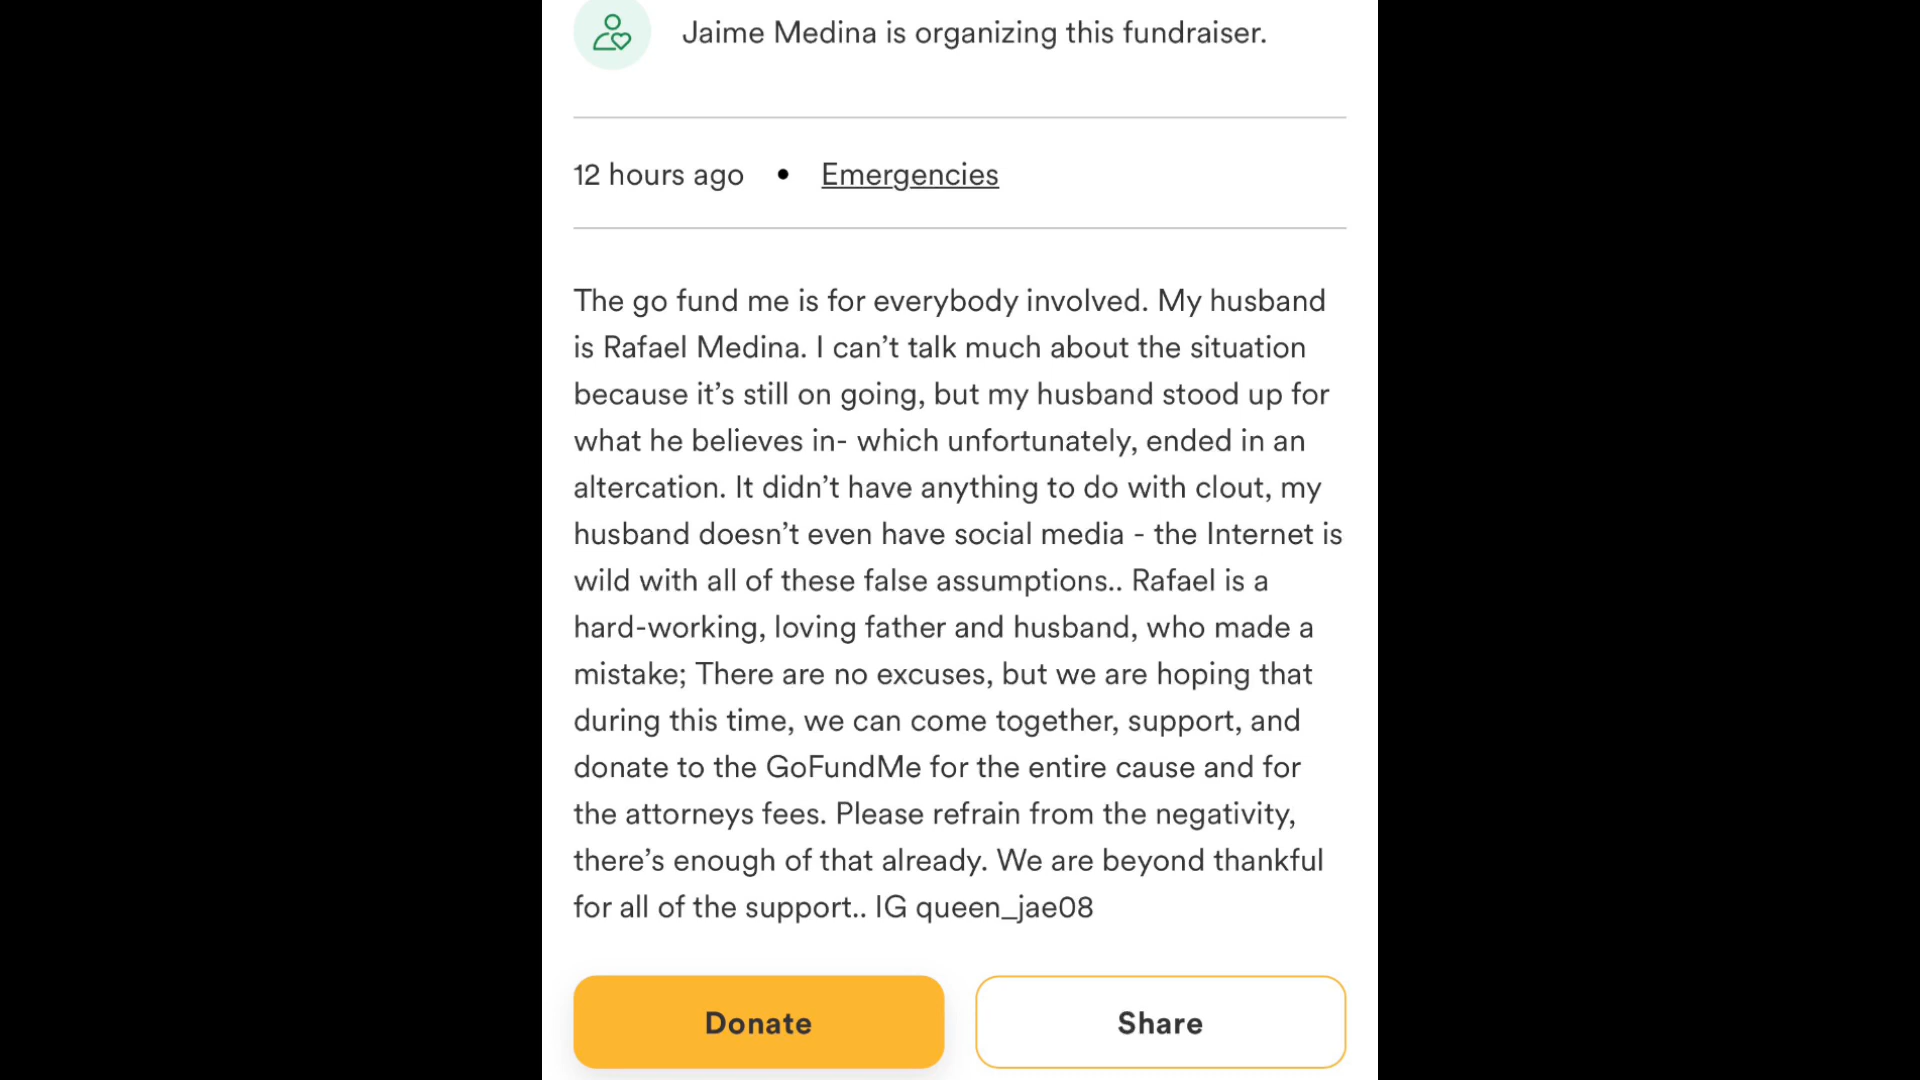 Jaime Medina is organizing this fundraiser.
12 hours ago • Emergencies
The go fund me is for everybody involved. My husband
is Rafael Medina. I can’t talk much about the situation
because it’s still on going, but my husband stood up for
what he believes in- which unfortunately, ended in an
altercation. It didn’t have anything to do with clout, my
husband doesn’t even have social media - the Internet is
wild with all of these false assumptions.. Rafael is a
hard-working, loving father and husband, who made a
mistake; There are no excuses, but we are hoping that
during this time, we can come together, support, and
donate to the GoFundMe for the entire cause and for
the attorneys fees. Please refrain from the negativity,
there’s enough of that already. We are beyond thankful
for all of the support.. IG queen_jae08
Donate Share